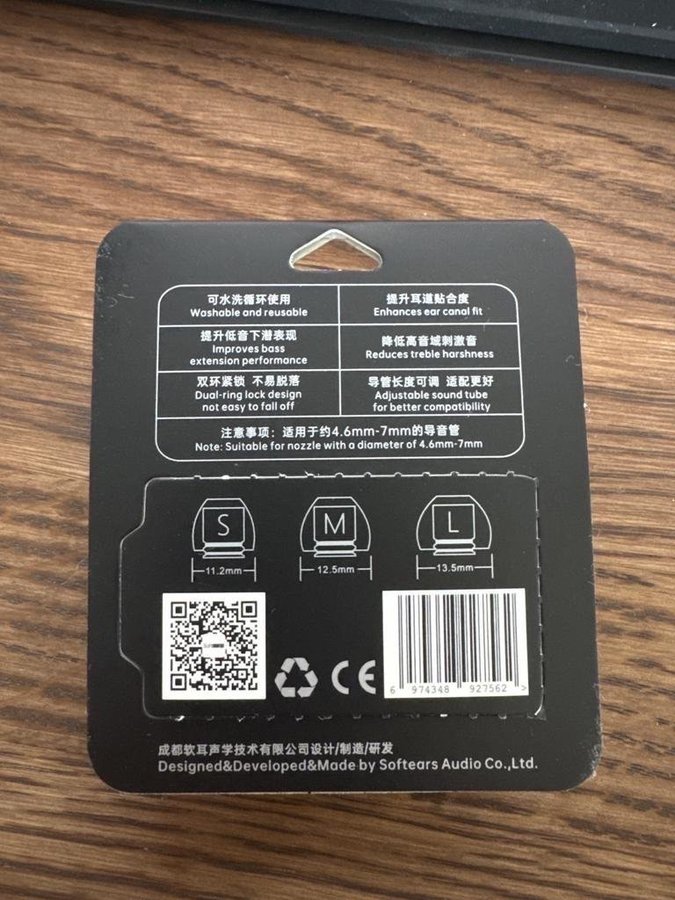 可水洗循环使用
Washable and reusable
提升耳道贴合度
Enhances ear canal fit
提升低音下潜表现
Improves bass
extension performance
降低高音域刺激音
Reduces treble harshness
双环紧锁 不易脱落
Dual-ring lock design
not easy to fall off
导管长度可调 适配更好
Adjustable sound tube
for better compatibility
注意事项：适用于约4.6mm-7mm的导音管
Note: Suitable for nozzle with a diameter of 4.6mm-7mm
S
M
L
11.2mm
12.5mm
13.5mm
CE
6 974348 927562 >
成都软耳声学技术有限公司设计/制造/研发
Designed&Developed&Made by Softears Audio Co.,Ltd.